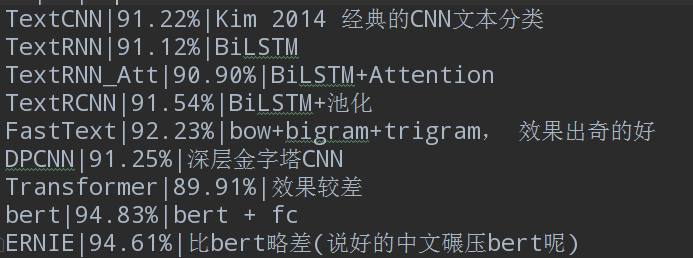 TextCNN|91.22%|Kim 2014 经典的CNN文本分类
TextRNN|91.12%|BiLSTM
TextRNN_Att|90.90%|BiLSTM+Attention
TextRCNN|91.54%|BiLSTM+池化
FastText|92.23%|bow+bigram+trigram， 效果出奇的好
DPCNN|91.25%|深层金字塔CNN
Transformer|89.91%|效果较差
bert|94.83%|bert + fc
ERNIE|94.61%|比bert略差(说好的中文碾压bert呢)